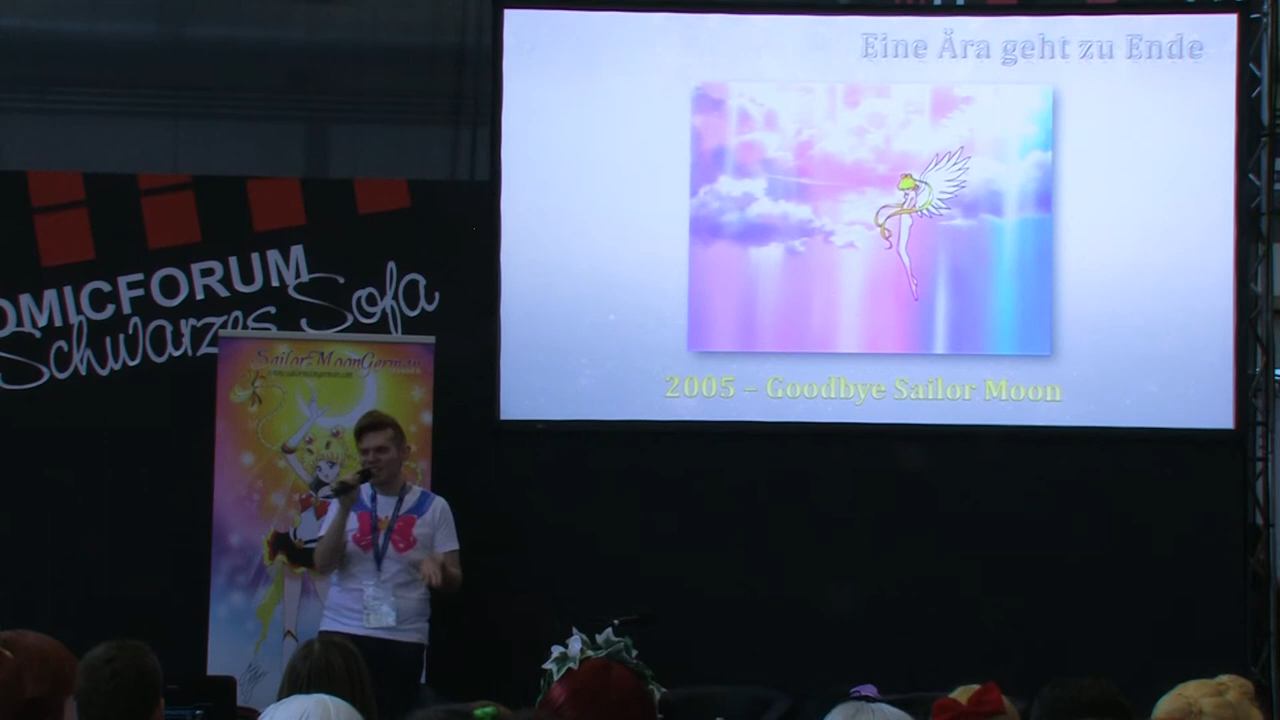 Eine Ära geht zu Ende
2005 – Goodbye Sailor Moon
OMICFORUM
Schwarzes Sofa
SailorMoonGerman